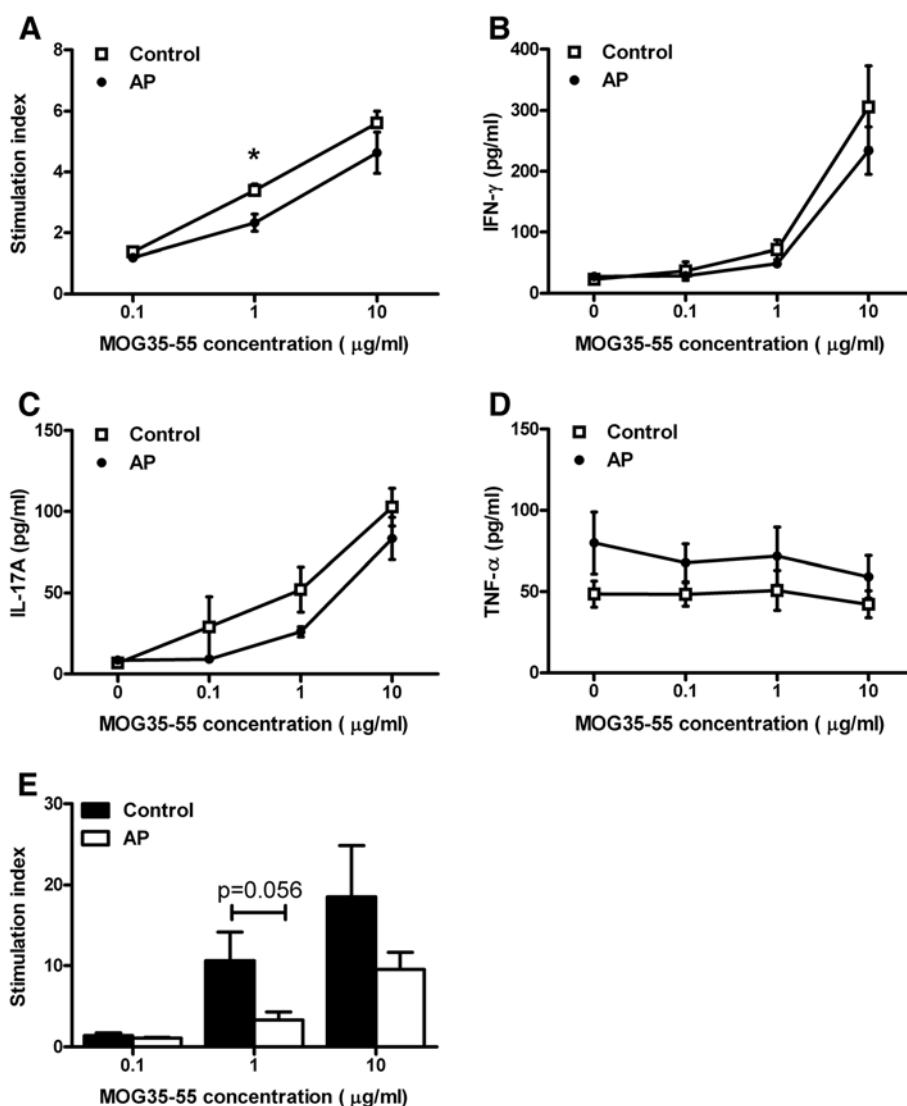 A
Control
AP
8
6
4
2
0
*
Stimulation index
0.1 1 10
MOG35-55 concentration ( μg/ml)
B
Control
AP
400
300
200
100
0
IFN-γ (pg/ml)
0 0.1 1 10
MOG35-55 concentration ( μg/ml)
C
Control
AP
150
100
50
0
IL-17A (pg/ml)
0 0.1 1 10
MOG35-55 concentration ( μg/ml)
D
Control
AP
150
100
50
0
TNF-α (pg/ml)
0 0.1 1 10
MOG35-55 concentration ( μg/ml)
E
Control
AP
30
20
10
0
p=0.056
Stimulation index
0.1 1 10
MOG35-55 concentration ( μg/ml)